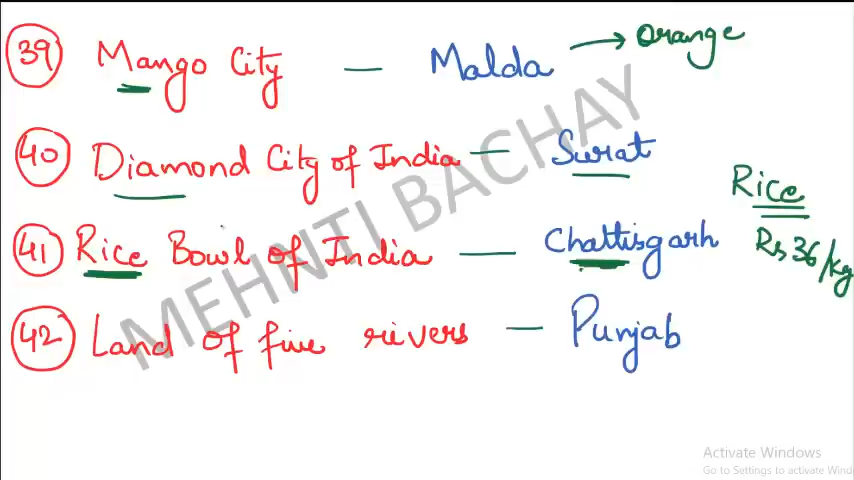 39 Mango City — Malda → Orange
40 Diamond City of India — Surat
Rice
41 Rice Bowl of India — Chattisgarh
Rs 36/kg
42 Land of five rivers — Punjab
MEHNTI BACHAY
Activate Windows
Go to Settings to activate Wind